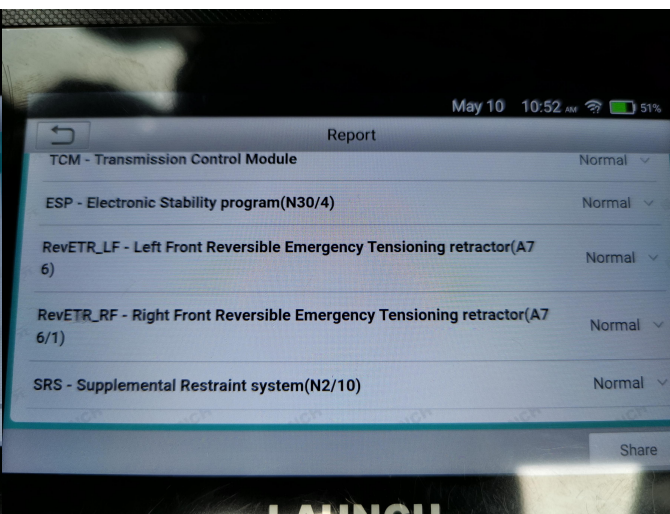 May 10 10:52 AM 51%
Report
TCM - Transmission Control Module Normal
ESP - Electronic Stability program(N30/4) Normal
RevETR_LF - Left Front Reversible Emergency Tensioning retractor(A7
6) Normal
RevETR_RF - Right Front Reversible Emergency Tensioning retractor(A7
6/1) Normal
SRS - Supplemental Restraint system(N2/10) Normal
Share
LAUNCH